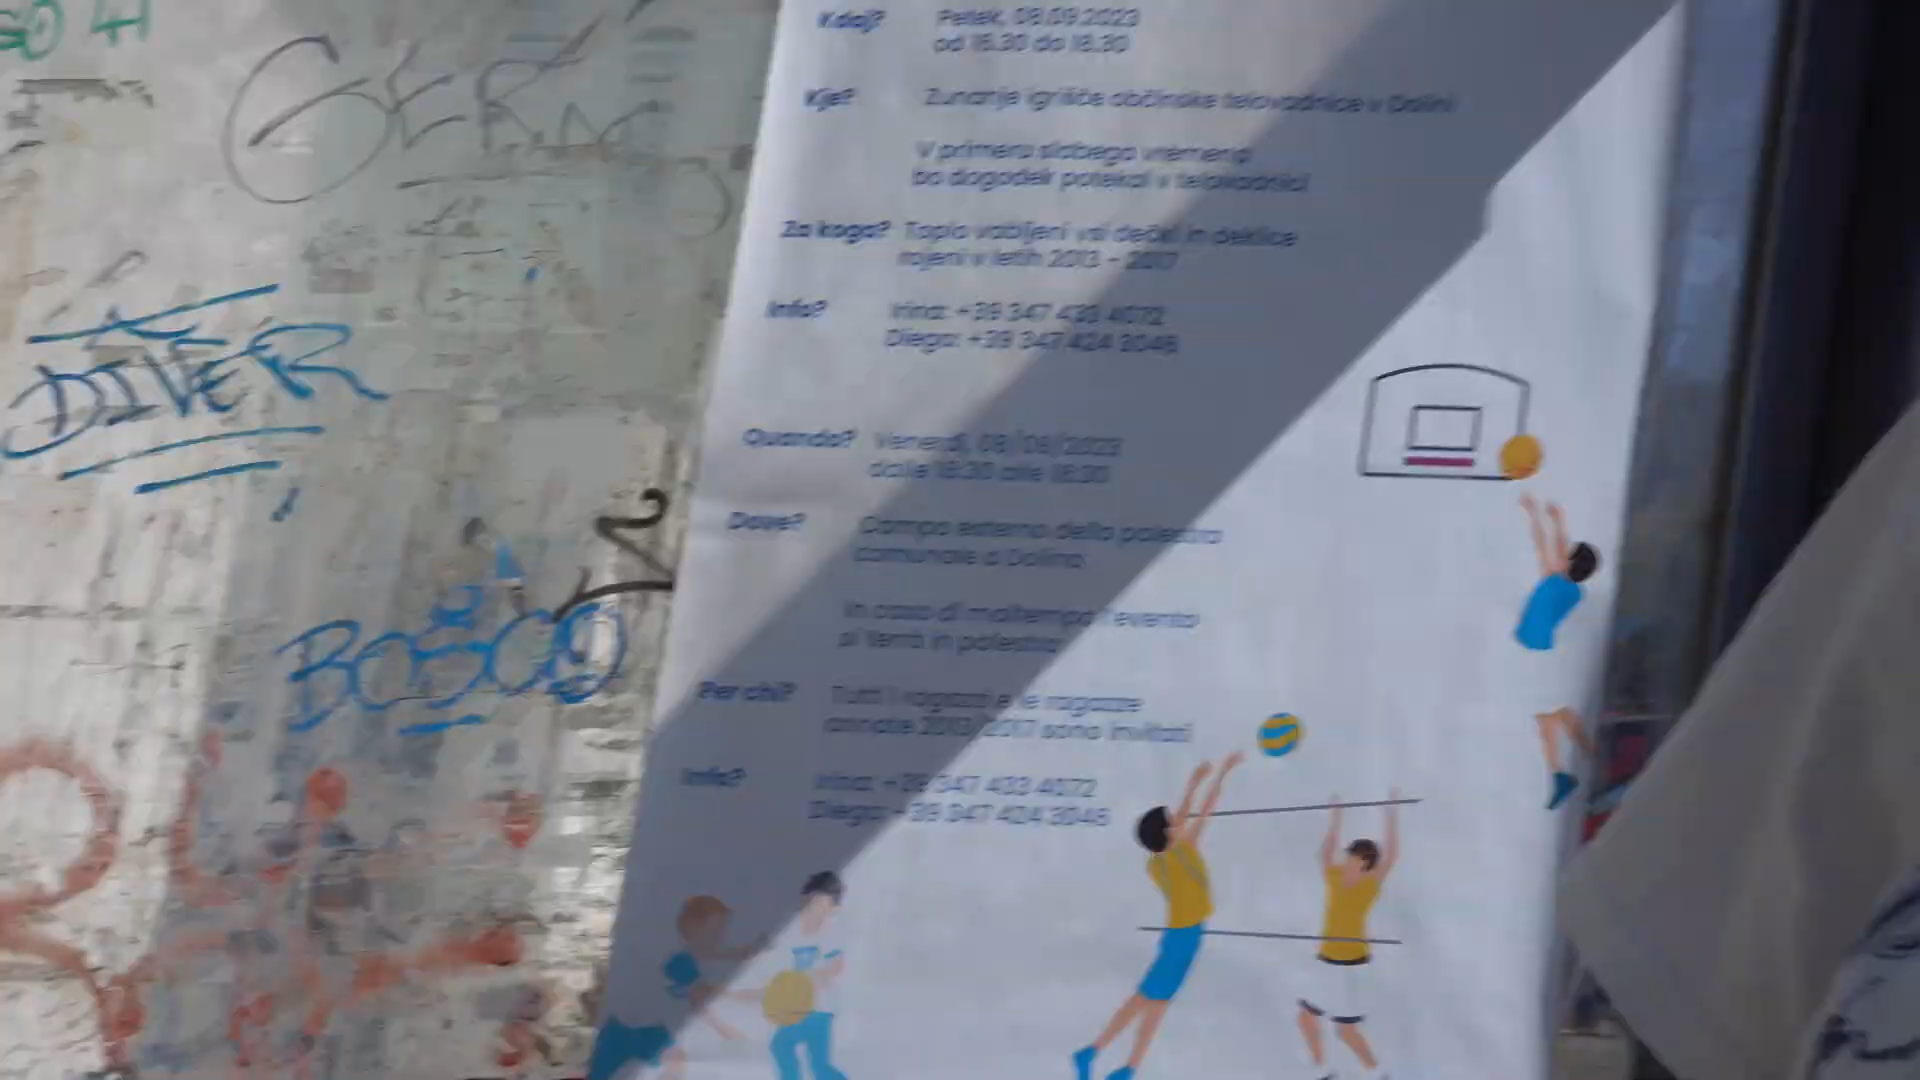 GO 4
GERM
DIVER
BOSCO
Kdaj? Petek, 08.09.2023
od 16.30 do 18.30
Kje? Zunanje igrišče občinske telovadnice v Dolini
V primeru slabega vremena
bo dogodek potekal v telovadnici
Za koga? Toplo vabljeni vsi dečki in deklice
rojeni v letih 2013 - 2017
Info? Irina: +39 347 433 4072
Diego: +39 347 424 3046
Quando? Venerdì, 08/09/2023
dalle 16:30 alle 18:30
Dove? Campo esterno della palestra
comunale a Dolina
In caso di maltempo l'evento
si terrà in palestra
Per chi? Tutti i ragazzi e le ragazze
annate 2013/2017 sono invitati
Info? Irina: +39 347 433 4072
Diego: +39 347 424 3046